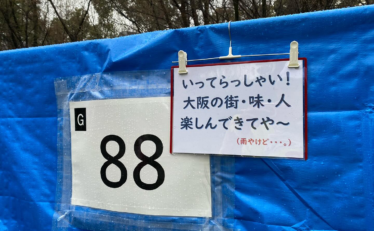 いってらっしゃい！
大阪の街・味・人
楽しんできてや～
（雨やけど・・・。）
G
88